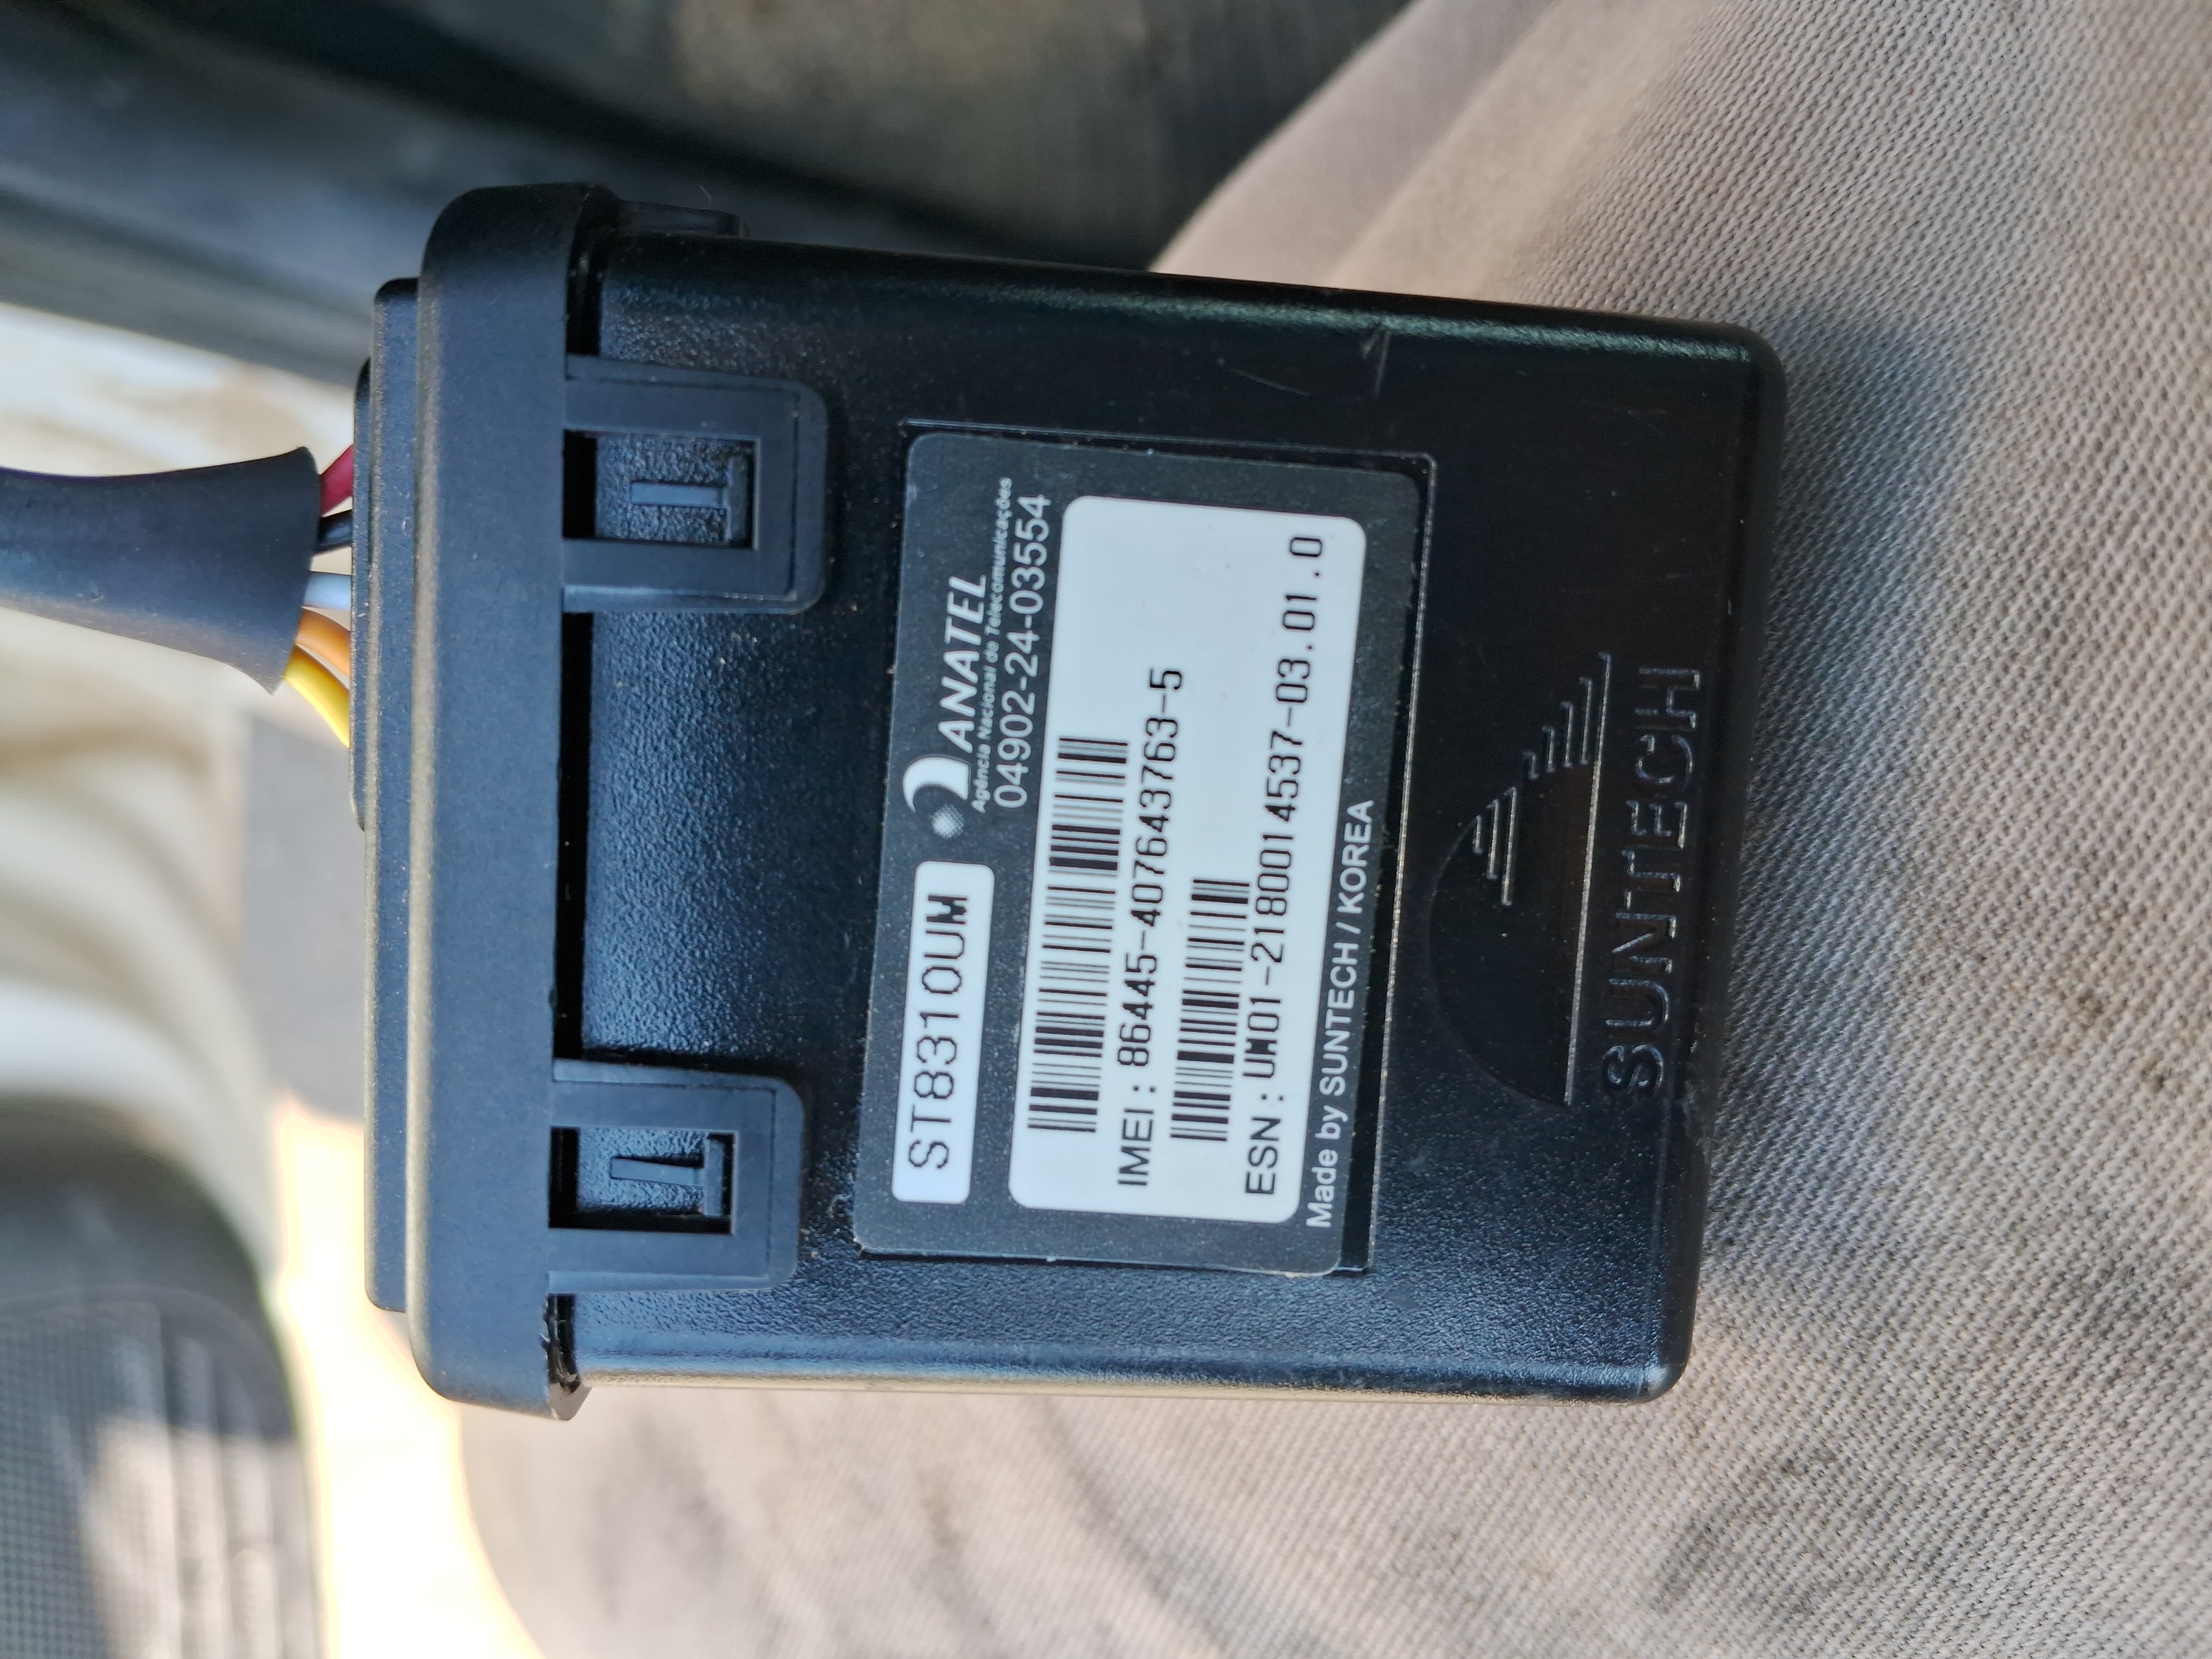 ST8310UM
ANATEL
Agência Nacional de Telecomunicações
04902-24-03554
IMEI : 86445-407643763-5
ESN : UM01-2180014537-03.01.0
Made by SUNTECH / KOREA
SUNTECH